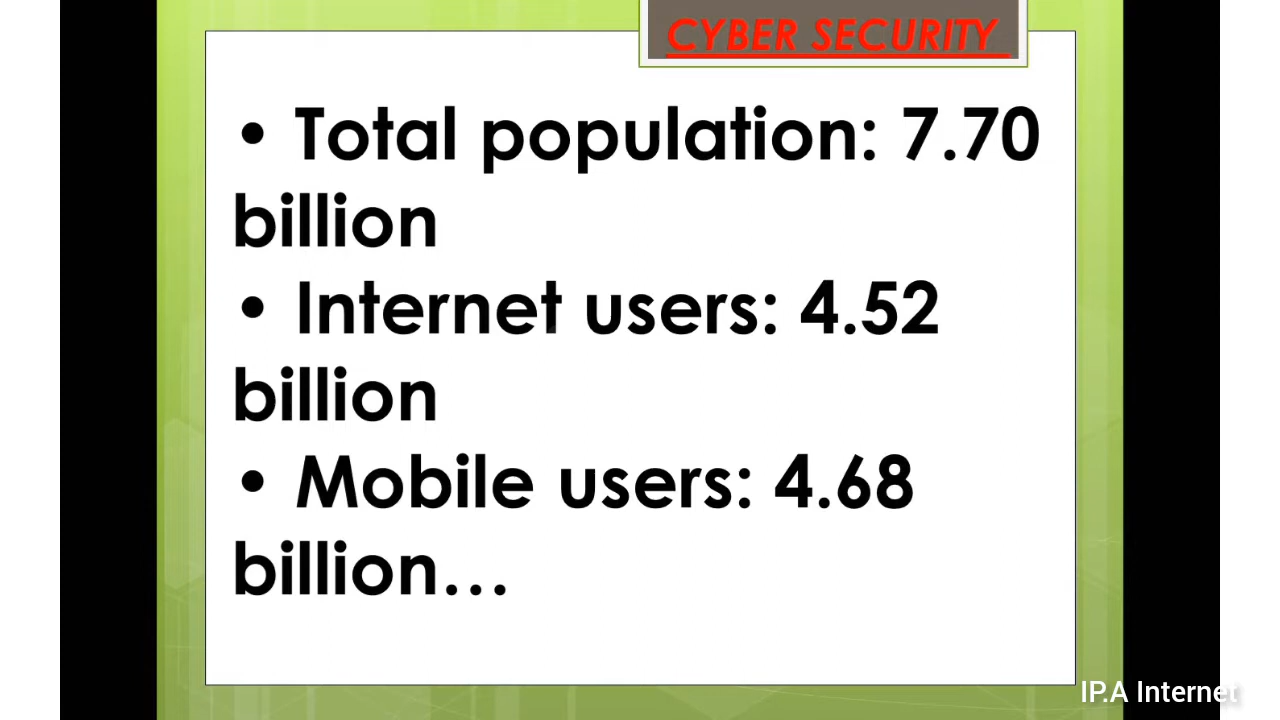 CYBER SECURITY
• Total population: 7.70
billion
• Internet users: 4.52
billion
• Mobile users: 4.68
billion…
IP.A Internet